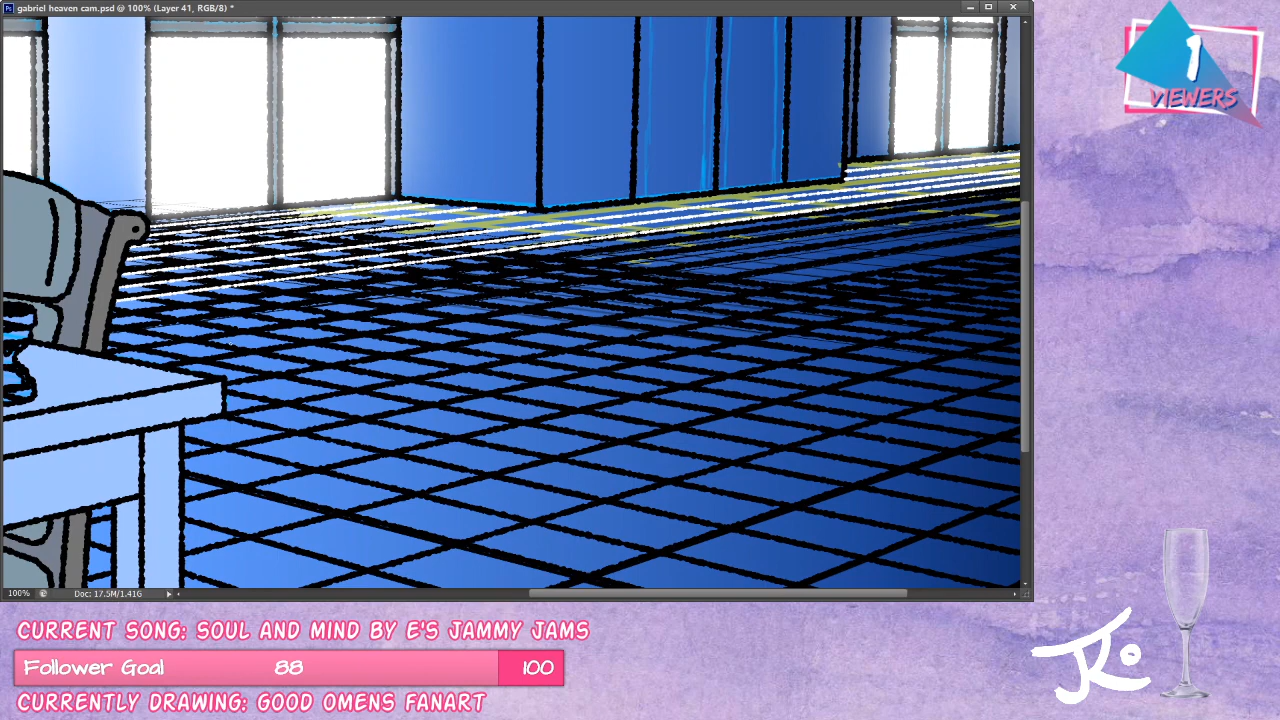 gabriel heaven cam.psd @ 100% (Layer 41, RGB/8) *
1
VIEWERS
100%
Doc: 17.5M/1.41G
CURRENT SONG: SOUL AND MIND BY E'S JAMMY JAMS
Follower Goal 88 100
CURRENTLY DRAWING: GOOD OMENS FANART